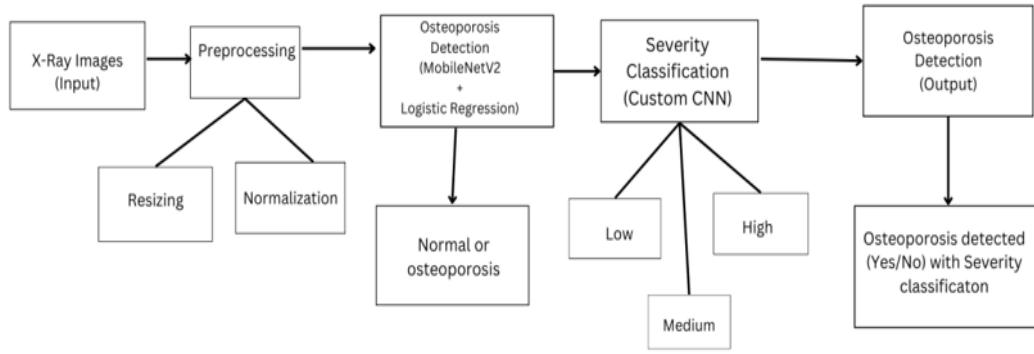 X-Ray Images
(Input)
Preprocessing
Resizing
Normalization
Osteoporosis
Detection
(MobileNetV2
+
Logistic Regression)
Normal or
osteoporosis
Severity
Classification
(Custom CNN)
Low
Medium
High
Osteoporosis
Detection
(Output)
Osteoporosis detected
(Yes/No) with Severity
classificaton